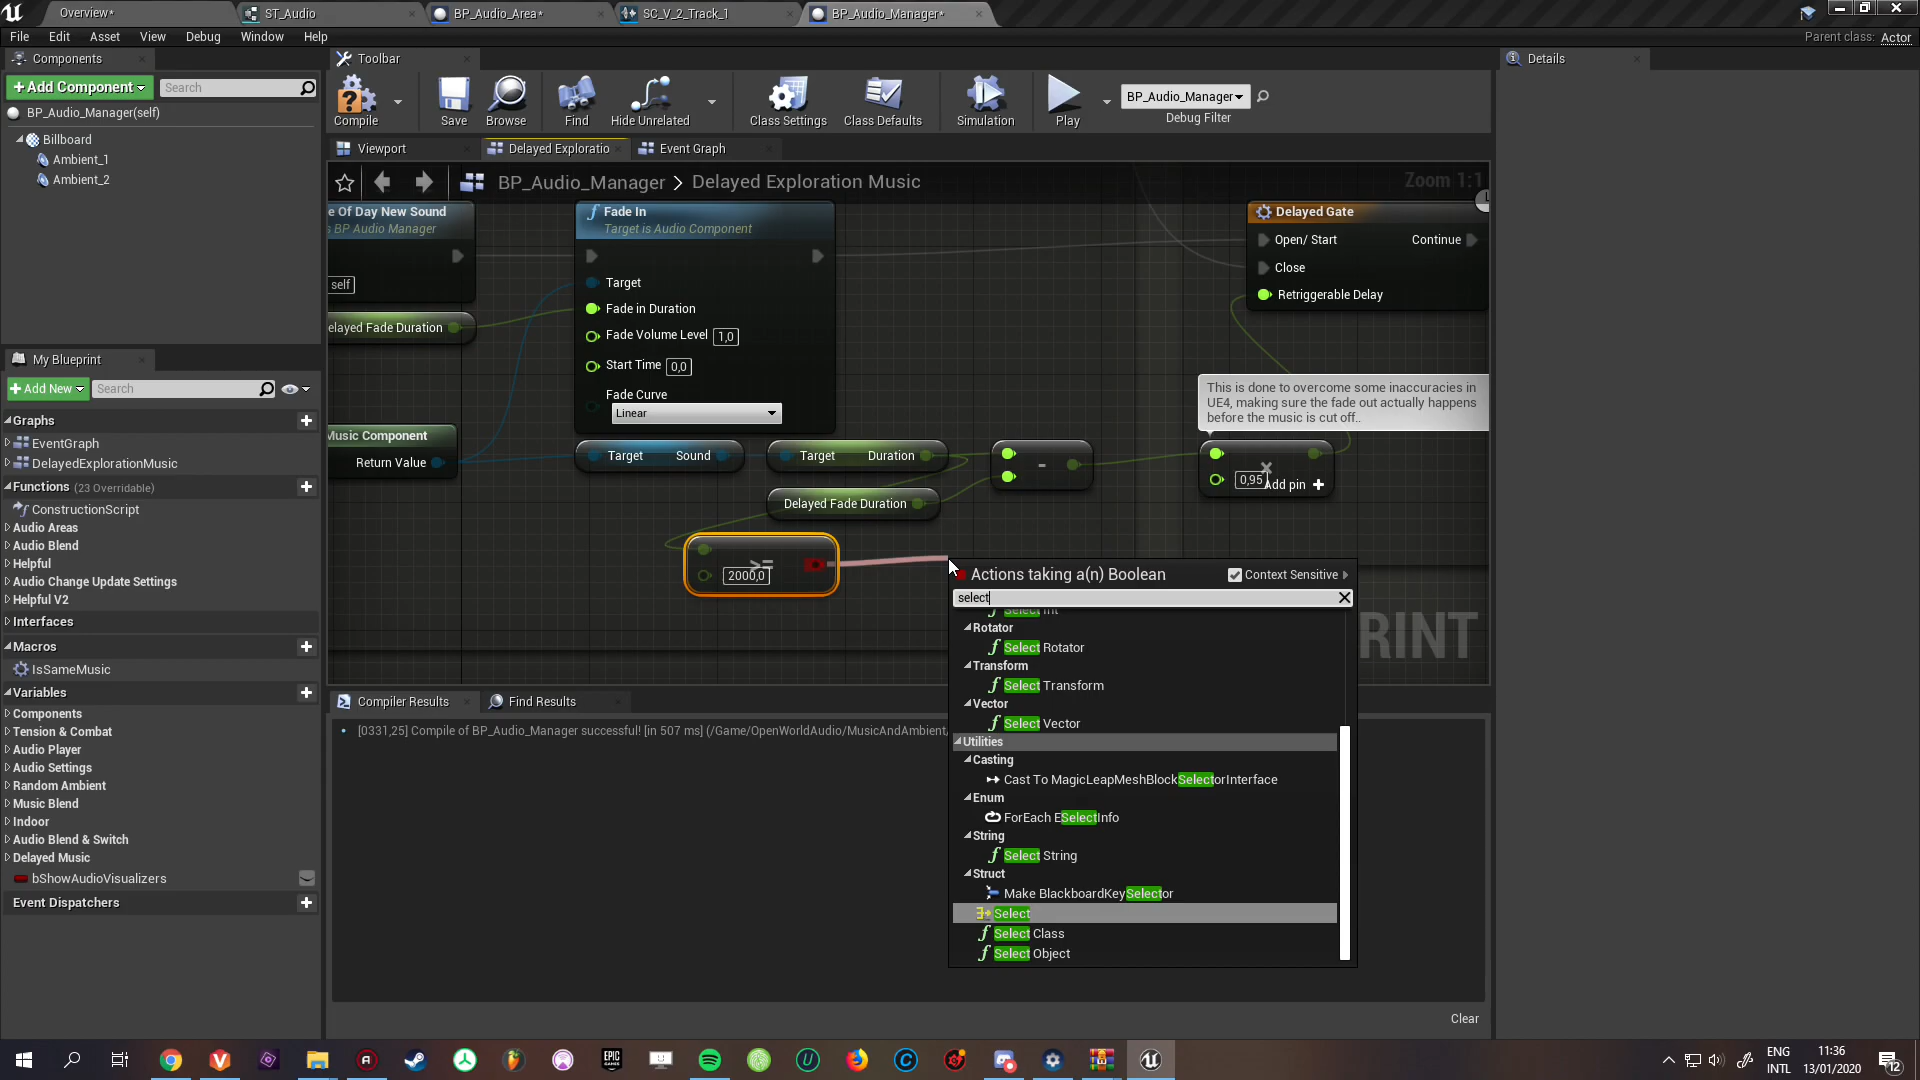 Overview*
ST_Audio
BP_Audio_Area*
SC_V_2_Track_1
BP_Audio_Manager*
File Edit Asset View Debug Window Help
Parent class: Actor
Components
Toolbar
Details
+Add Component
Search
BP_Audio_Manager(self)
Billboard
Ambient_1
Ambient_2
Compile
Save
Browse
Find
Hide Unrelated
Class Settings
Class Defaults
Simulation
Play
BP_Audio_Manager
Debug Filter
Viewport
Delayed Exploratio
Event Graph
BP_Audio_Manager > Delayed Exploration Music
Zoom 1:1
e Of Day New Sound
s BP Audio Manager
self
elayed Fade Duration
Music Component
Return Value
Fade In
Target is Audio Component
Target
Fade in Duration
Fade Volume Level 1,0
Start Time 0,0
Fade Curve
Linear
Delayed Gate
Open/ Start Continue
Close
Retriggerable Delay
This is done to overcome some inaccuracies in
UE4, making sure the fade out actually happens
before the music is cut off..
Target Sound
Target Duration
Delayed Fade Duration
-
0,95
Add pin +
>=
2000,0
My Blueprint
+Add New
Search
Graphs
EventGraph
DelayedExplorationMusic
Functions (23 Overridable)
ConstructionScript
Audio Areas
Audio Blend
Helpful
Audio Change Update Settings
Helpful V2
Interfaces
Macros
IsSameMusic
Variables
Components
Tension & Combat
Audio Player
Audio Settings
Random Ambient
Music Blend
Indoor
Audio Blend & Switch
Delayed Music
bShowAudioVisualizers
Event Dispatchers
Actions taking a(n) Boolean
Context Sensitive
select
Select Int
Rotator
Select Rotator
Transform
Select Transform
Vector
Select Vector
Utilities
Casting
Cast To MagicLeapMeshBlockSelectorInterface
Enum
ForEach ESelectInfo
String
Select String
Struct
Make BlackboardKeySelector
Select
Select Class
Select Object
RINT
Compiler Results
Find Results
[0331,25] Compile of BP_Audio_Manager successful! [in 507 ms] (/Game/OpenWorldAudio/MusicAndAmbient/
Clear
ENG
INTL
11:36
13/01/2020
12
EPIC
GAMES